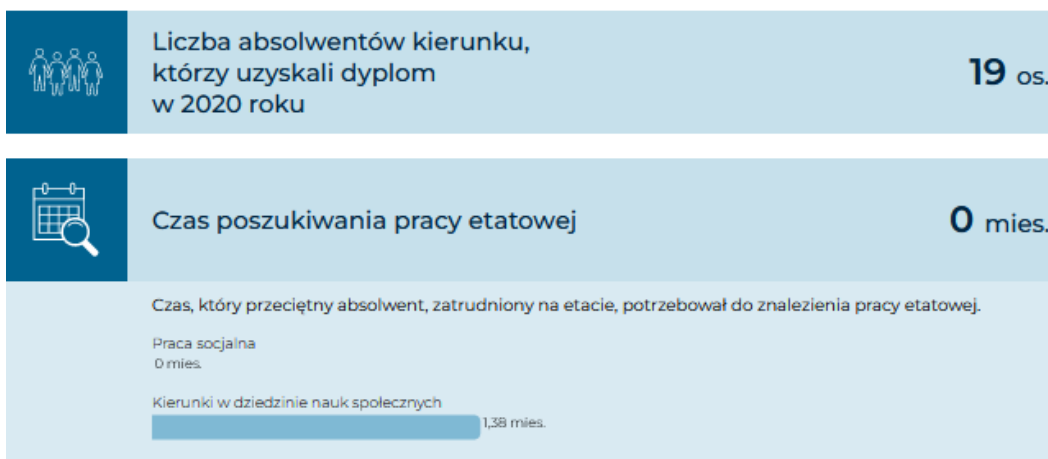 Liczba absolwentów kierunku,
którzy uzyskali dyplom
w 2020 roku
19 os.
Czas poszukiwania pracy etatowej
0 mies.
Czas, który przeciętny absolwent, zatrudniony na etacie, potrzebował do znalezienia pracy etatowej.
Praca socjalna
0 mies.
Kierunki w dziedzinie nauk społecznych
1,38 mies.